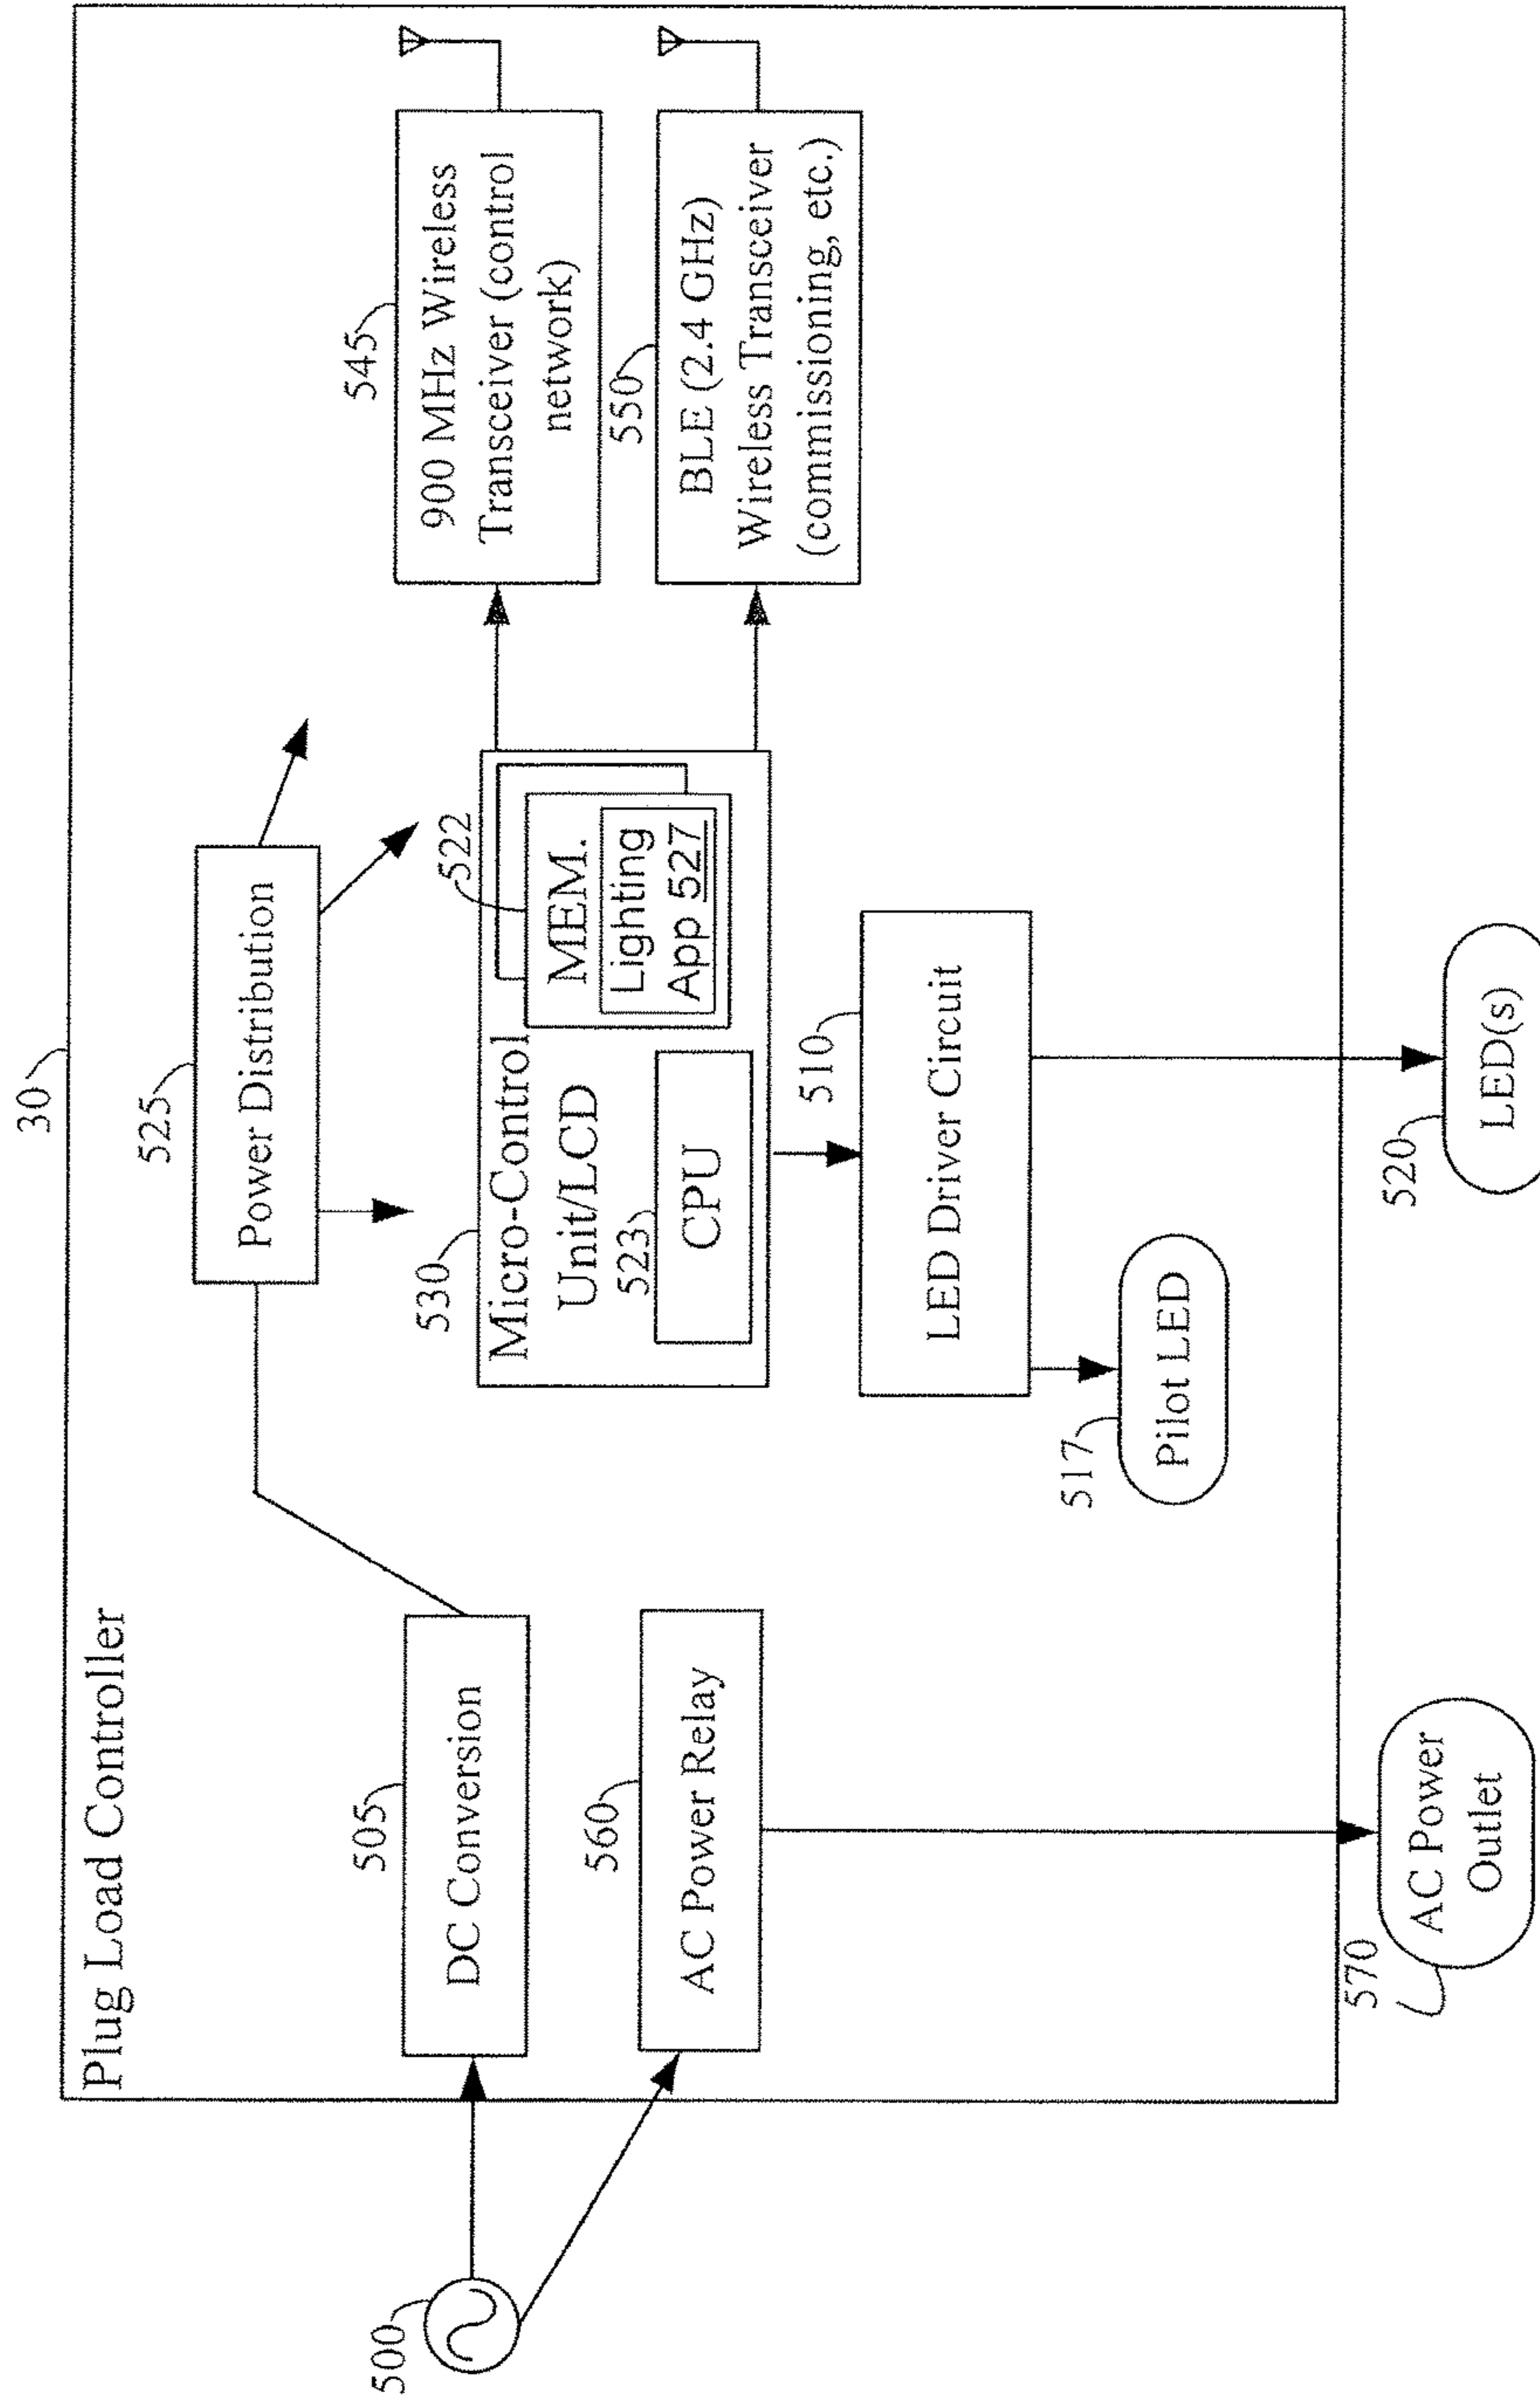 30
Plug Load Controller
525
Power Distribution
500
505
DC Conversion
560
AC Power Relay
530
Micro-Control
Unit/LCD
523
CPU
522
MEM.
Lighting
App 527
545
900 MHz Wireless
Transceiver (control
network)
550
BLE (2.4 GHz)
Wireless Transceiver
(commissioning, etc.)
510
LED Driver Circuit
517
Pilot LED
570
AC Power
Outlet
520
LED(s)